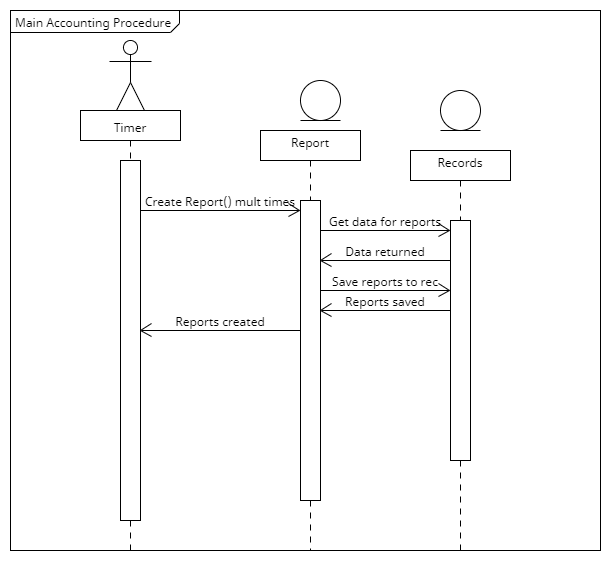 Main Accounting Procedure
Timer
Report
Records
Create Report() mult times
Get data for reports
Data returned
Save reports to rec
Reports saved
Reports created